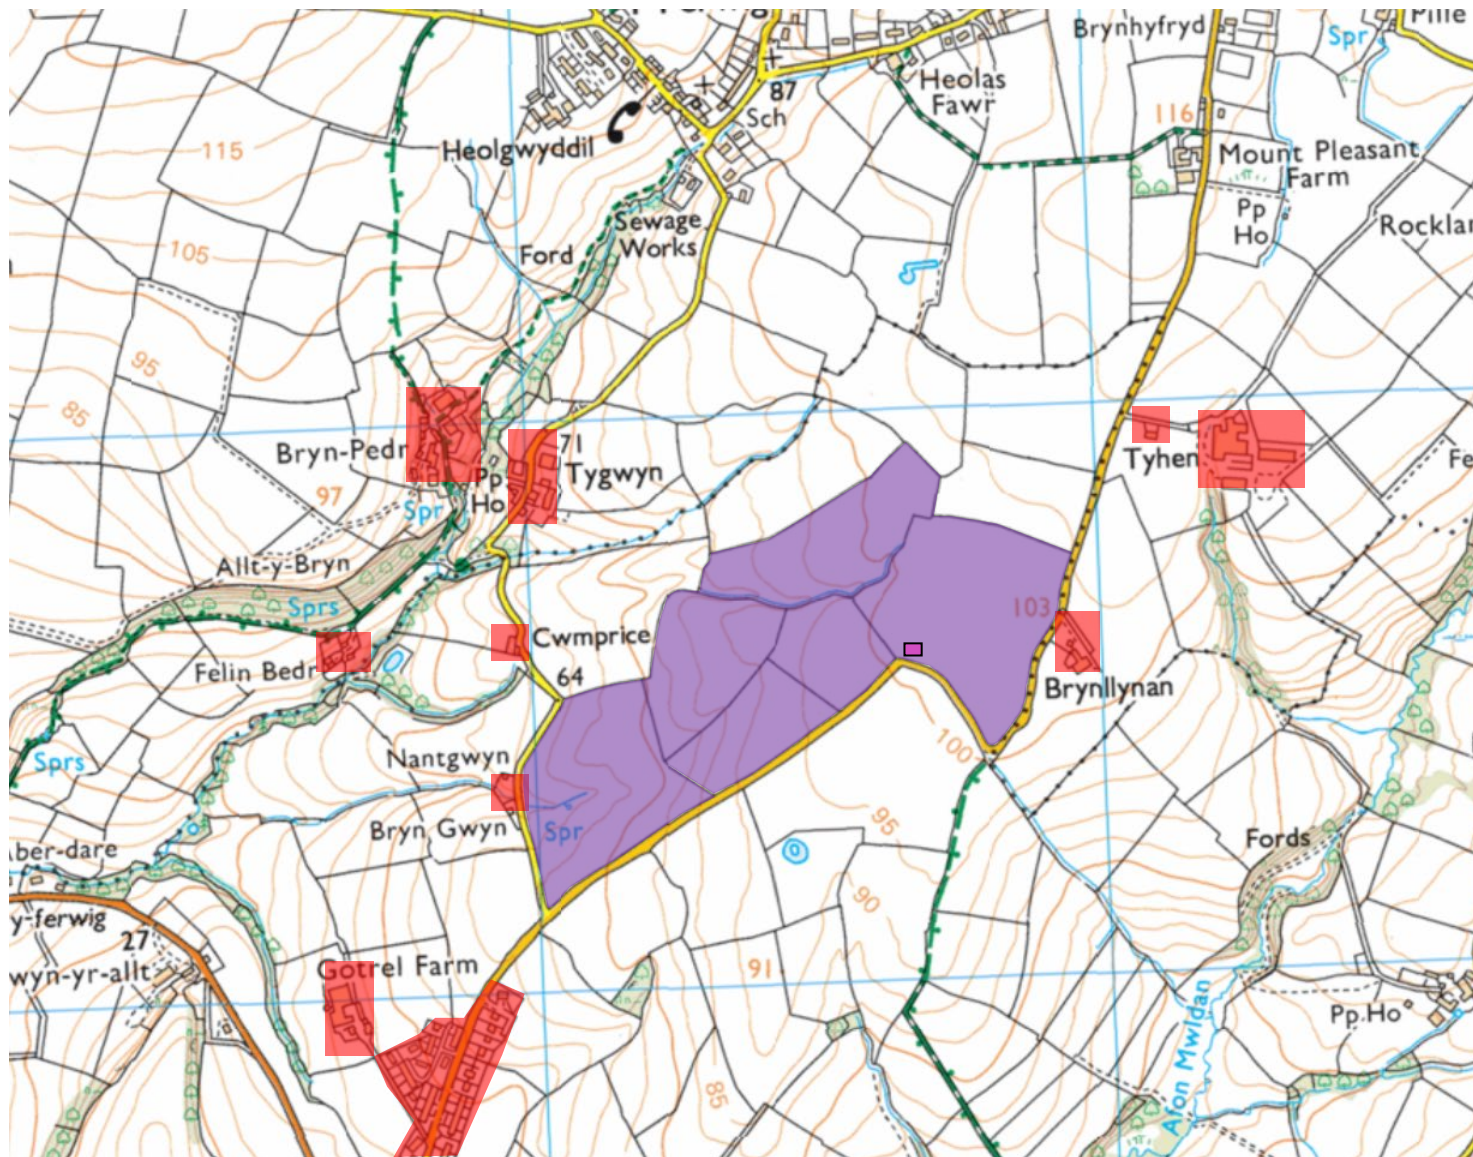 Brynhyfryd
Pille
Spr
Heolas
Fawr
87
Sch
116
Heolgwyddil
115
Mount Pleasant
Farm
Pp
Ho
Sewage
Works
Ford
105
95
85
71
Bryn-Pedr
Pp
Ho
Tygwyn
97
Spr
Tyhen
Allt-y-Bryn
Sprs
103
Cwmprice
Felin Bedr
64
Brynllynan
Sprs
Nantgwyn
100
Bryn Gwyn
Spr
95
Fords
ber-dare
90
y-ferwig
27
wyn-yr-allt
Gotrel Farm
91
Pp Ho
Afon Mwldan
85